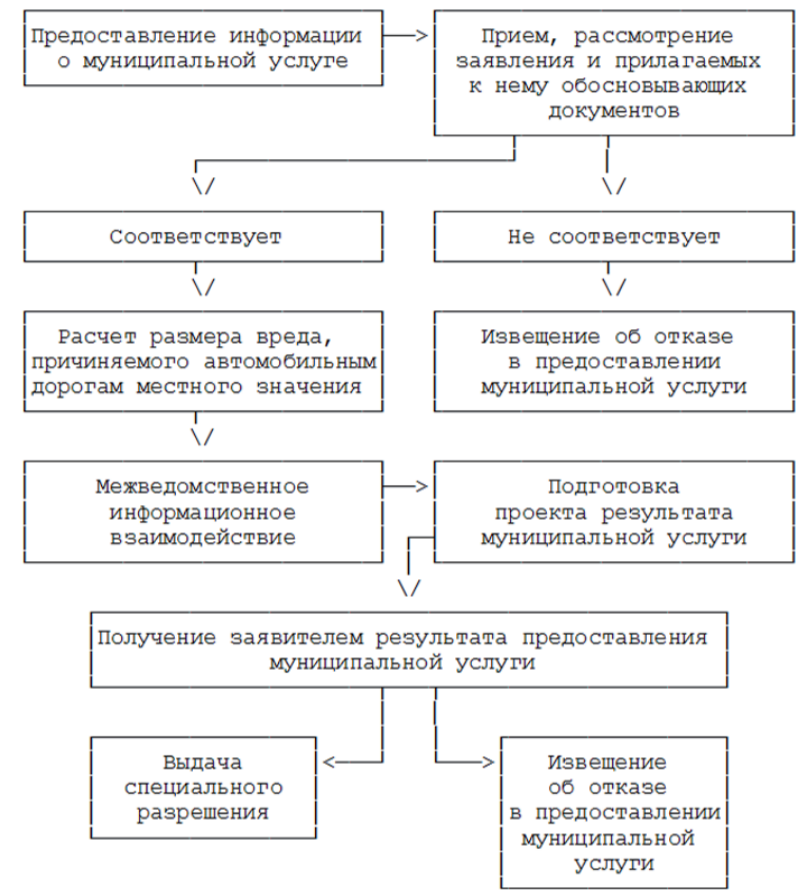 Предоставление информации
о муниципальной услуге
Прием, рассмотрение
заявления и прилагаемых
к нему обосновывающих
документов
Соответствует
Не соответствует
Расчет размера вреда,
причиняемого автомобильным
дорогам местного значения
Извещение об отказе
в предоставлении
муниципальной услуги
Межведомственное
информационное
взаимодействие
Подготовка
проекта результата
муниципальной услуги
Получение заявителем результата предоставления
муниципальной услуги
Выдача
специального
разрешения
Извещение
об отказе
в предоставлении
муниципальной
услуги